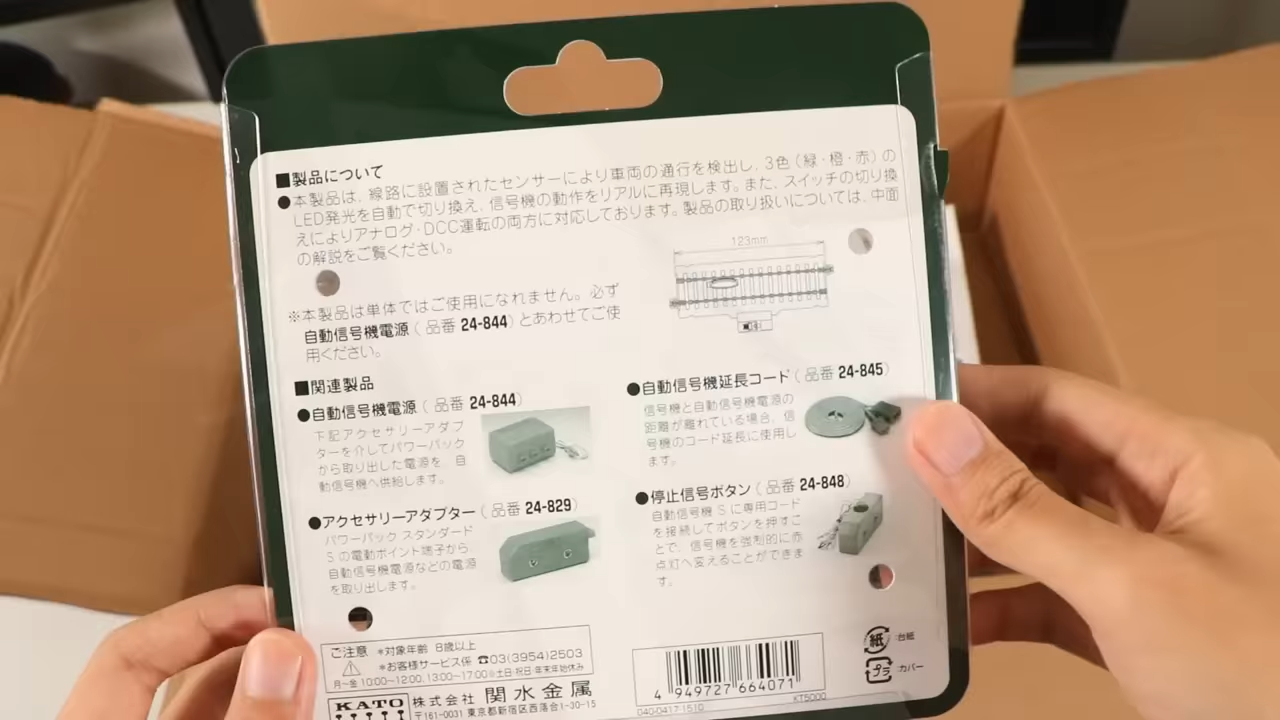 ■製品について
●本製品は、線路に設置されたセンサーにより車両の通行を検出し、3色（緑・橙・赤）の
LED発光を自動で切り換え、信号機の動作をリアルに再現します。また、スイッチの切り換
えによりアナログ・DCC運転の両方に対応しております。製品の取り扱いについては、中面
の解説をご覧ください。
123mm
※本製品は単体ではご使用になれません。必ず
自動信号機電源（品番 24-844）とあわせてご使
用ください。
■関連製品
●自動信号機電源（品番 24-844）
下記アクセサリーアダプ
ターを介してパワーパック
から取り出した電源を、自
動信号機へ供給します。
●アクセサリーアダプター（品番 24-829）
パワーパック スタンダード
Sの電動ポイント端子から
自動信号機電源などの電源
を取り出します。
●自動信号機延長コード（品番 24-845）
信号機と自動信号機電源の
距離が離れている場合、信
号機のコード延長に使用し
ます。
●停止信号ボタン（品番 24-848）
自動信号機Sに専用コード
を接続してボタンを押すこ
とで、信号機を強制的に赤
点灯へ変えることができま
す。
ご注意 *対象年齢 8歳以上
*お客様サービス係 ☎03(3954)2503
月～金 10:00～12:00、13:00～17:00※土日・祝日・年末年始休み
KATO 株式会社 関水金属
〒161-0031 東京都新宿区西落合1-30-15
4 949727 664071
040-0417 1510 KT5000
紙 :台紙
プラ :カバー